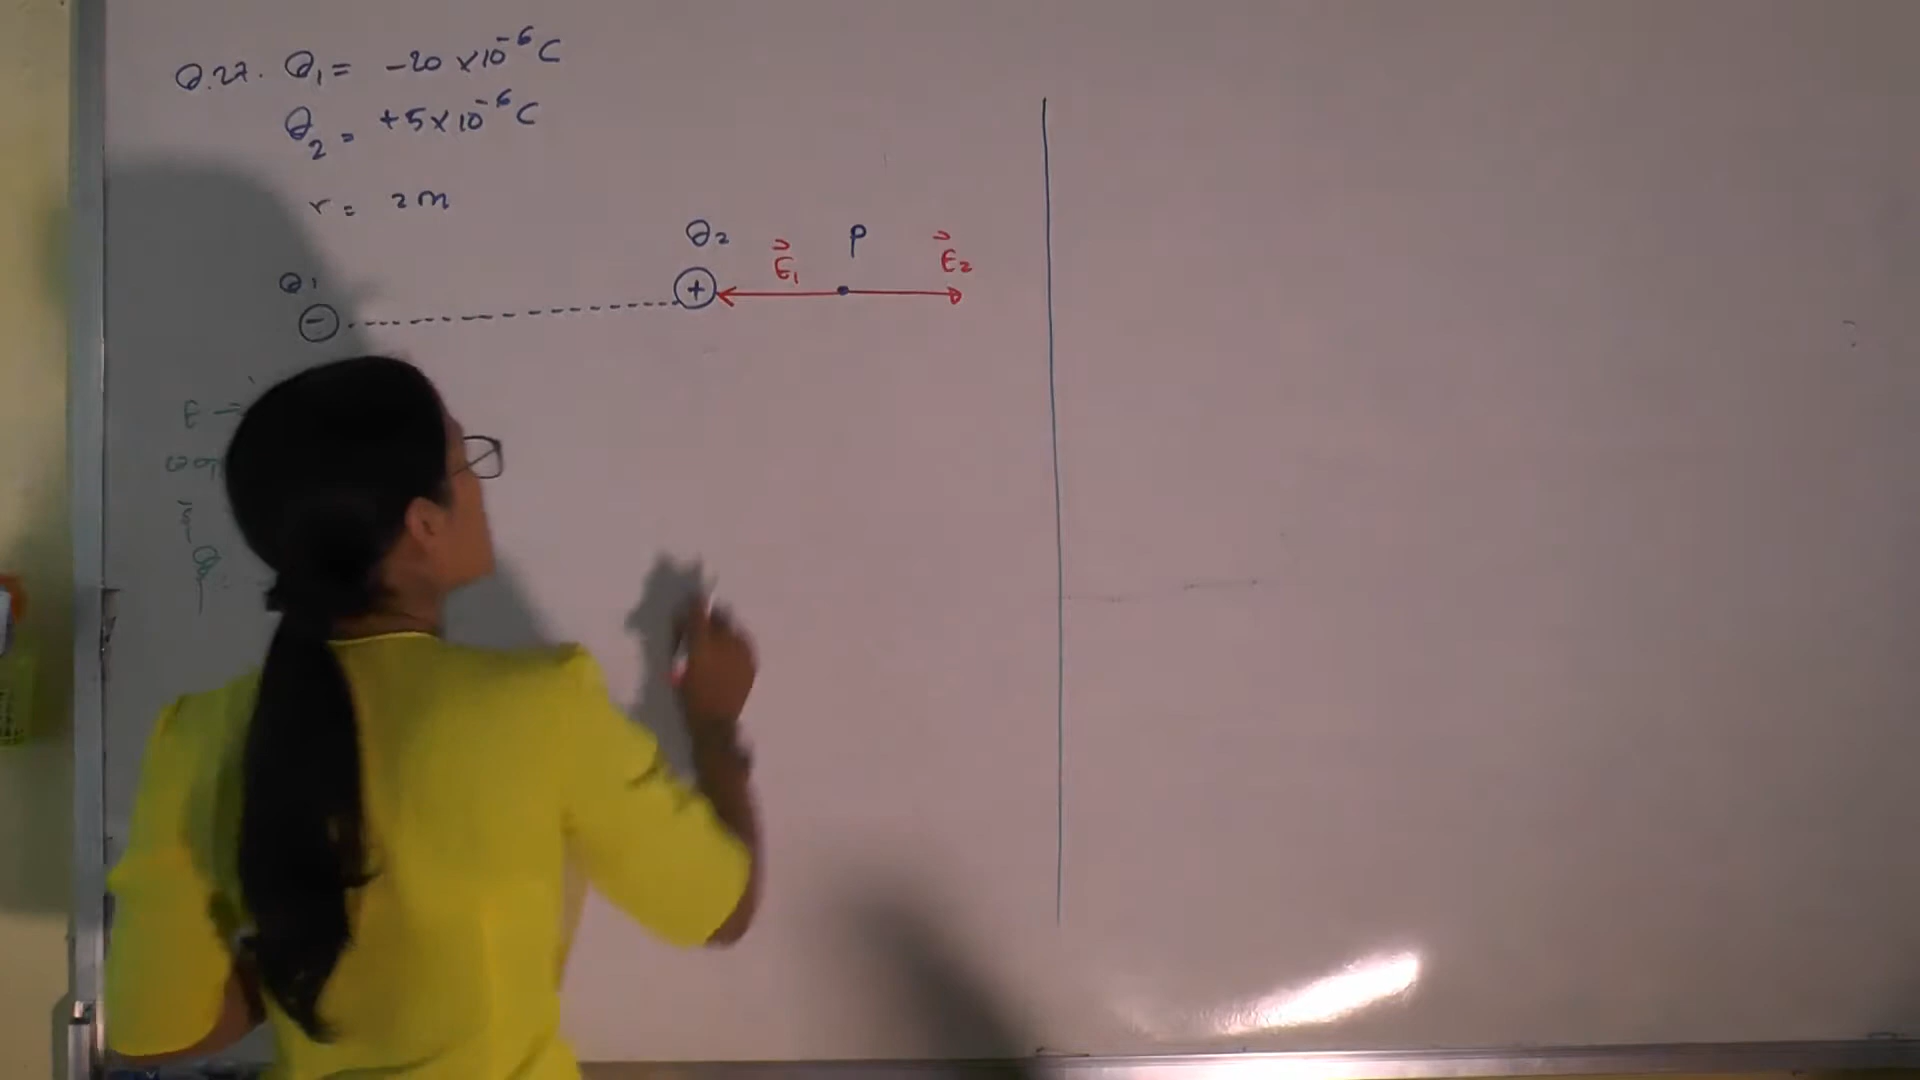 Q.27. Q₁ = -20 × 10⁻⁶ C
Q₂ = +5 × 10⁻⁶ C
r = 2m
Q₂ E⃗₁ P E⃗₂
Q₁
+
−
E →